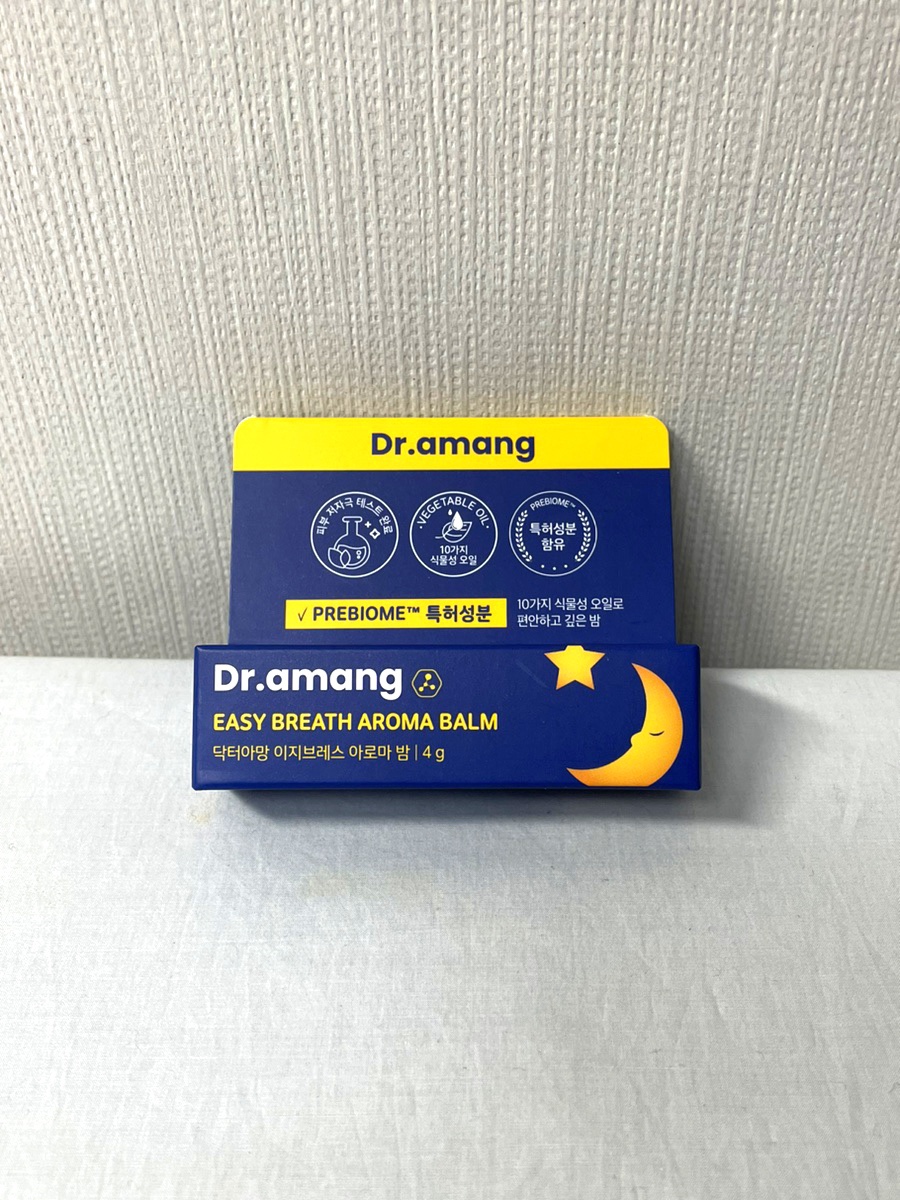 Dr.amang
피부 저자극 테스트 완료
·VEGETABLE OIL·
10가지
식물성 오일
PREBIOME™
특허성분
함유
√ PREBIOME™ 특허성분
10가지 식물성 오일로
편안하고 깊은 밤
Dr.amang
EASY BREATH AROMA BALM
닥터아망 이지브레스 아로마 밤 | 4 g